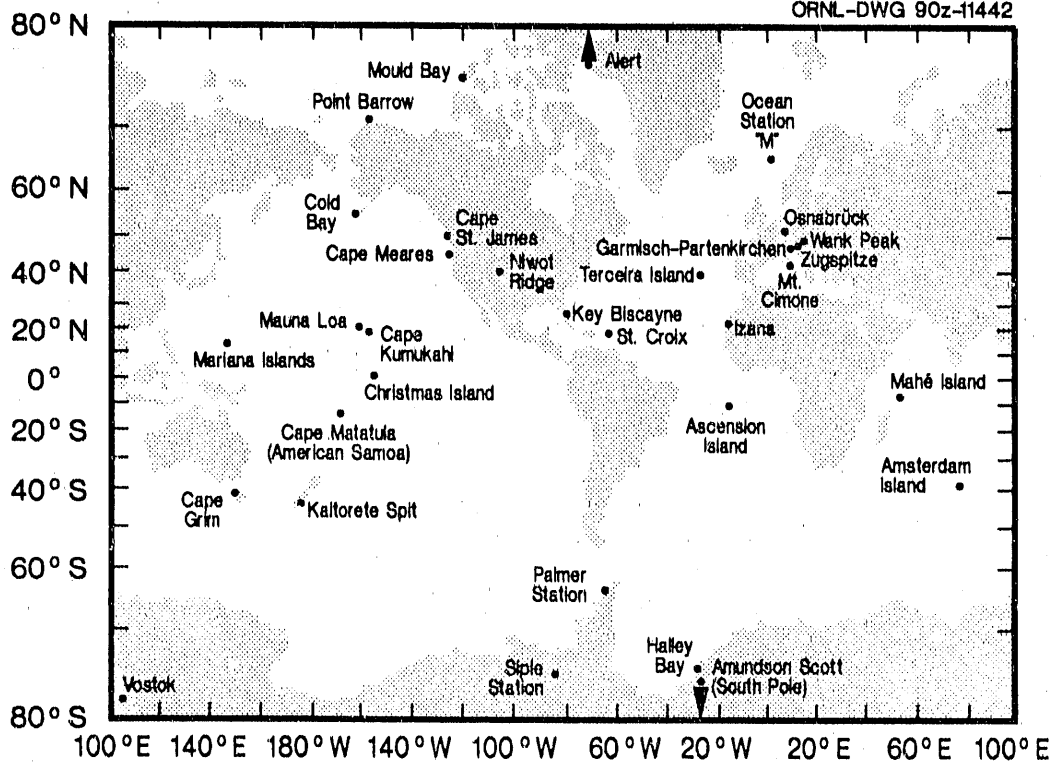 ORNL-DWG 90z-11442
80° N
60° N
40° N
20° N
0°
20° S
40° S
60° S
80° S
Alert
Mould Bay
Point Barrow
Ocean
Station
"M"
Cold
Bay
Cape
St. James
Cape Meares
Niwot
Ridge
Osnabrück
Wank Peak
Garmisch-Partenkirchen
Zugspitze
Terceira Island
Mt.
Cimone
Mauna Loa
Cape
Kumukahi
Key Biscayne
St. Croix
Izana
Mariana Islands
Christmas Island
Mahé Island
Cape Matatula
(American Samoa)
Ascension
Island
Amsterdam
Island
Cape
Grim
Kaitorete Spit
Palmer
Station
Halley
Bay
Siple
Station
Amundson Scott
(South Pole)
Vostok
100° E 140° E 180° W 140° W 100° W 60° W 20° W 20° E 60° E 100° E